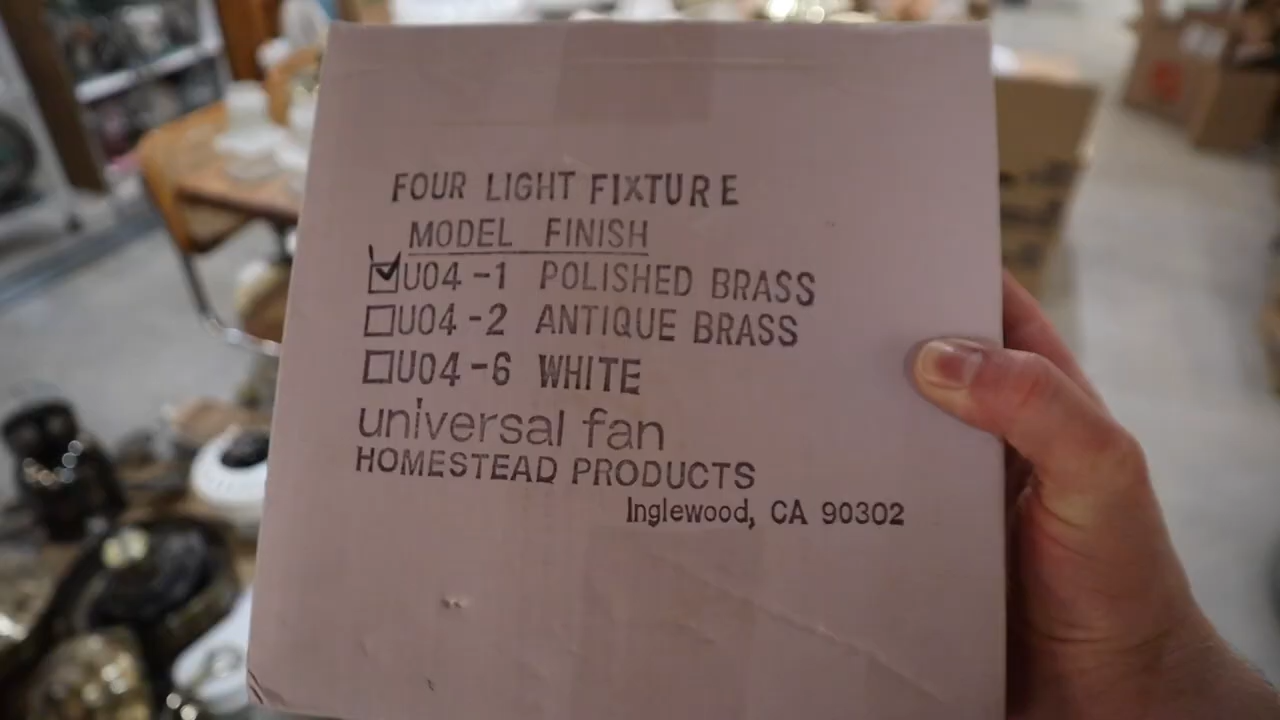 FOUR LIGHT FIXTURE
MODEL FINISH
U04-1 POLISHED BRASS
U04-2 ANTIQUE BRASS
U04-6 WHITE
universal fan
HOMESTEAD PRODUCTS
Inglewood, CA 90302